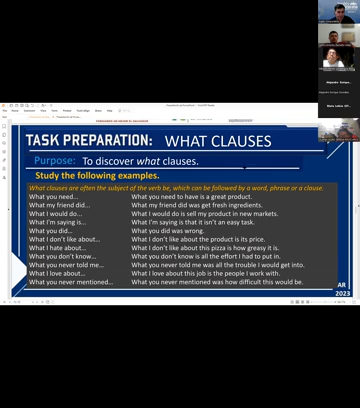 TASK PREPARATION: WHAT CLAUSES
Purpose: To discover what clauses.
Study the following examples.
What clauses are often the subject of the verb be, which can be followed by a word, phrase or a clause.
What you need... What you need to have is a great product.
What my friend did... What my friend did was get fresh ingredients.
What I would do... What I would do is sell my product in new markets.
What I'm saying is... What I'm saying is that it isn't an easy task.
What you did... What you did was wrong.
What I don't like about... What I don't like about the product is its price.
What I hate about... What I don't like about this pizza is how greasy it is.
What you don't know... What you don't know is all the effort I had to put in.
What you never told me... What you never told me was all the trouble I would get into.
What I love about... What I love about this job is the people I work with.
What you never mentioned... What you never mentioned was how difficult this would be.
AR
2023